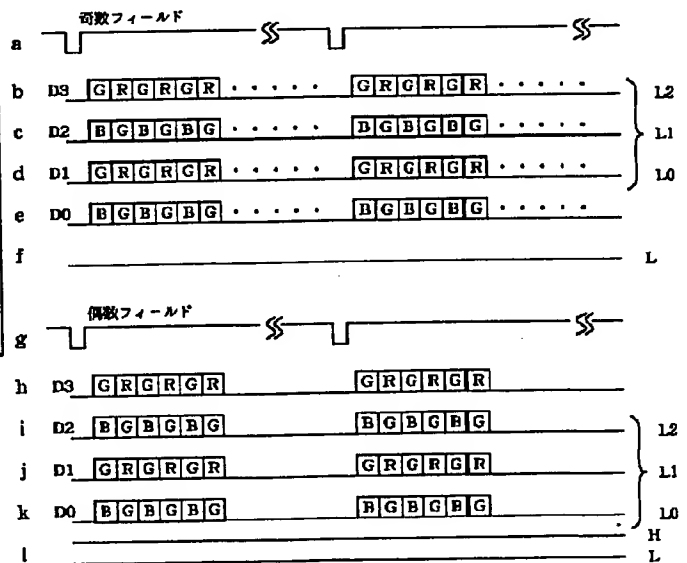 奇数フィールド
a
b D3 G R G R G R ・・・・・ G R G R G R ・・・・・ L2
c D2 B G B G B G ・・・・・ B G B G B G ・・・・・ L1
d D1 G R G R G R ・・・・・ G R G R G R ・・・・・ L0
e D0 B G B G B G ・・・・・ B G B G B G ・・・・・
f L
偶数フィールド
g
h D3 G R G R G R G R G R G R
i D2 B G B G B G B G B G B G L2
j D1 G R G R G R G R G R G R L1
k D0 B G B G B G B G B G B G L0
H
l L